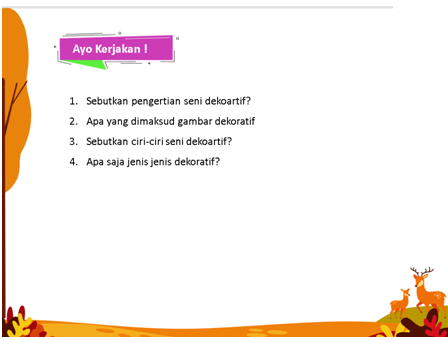 Ayo Kerjakan !
1. Sebutkan pengertian seni dekoartif?
2. Apa yang dimaksud gambar dekoratif
3. Sebutkan ciri-ciri seni dekoartif?
4. Apa saja jenis jenis dekoratif?